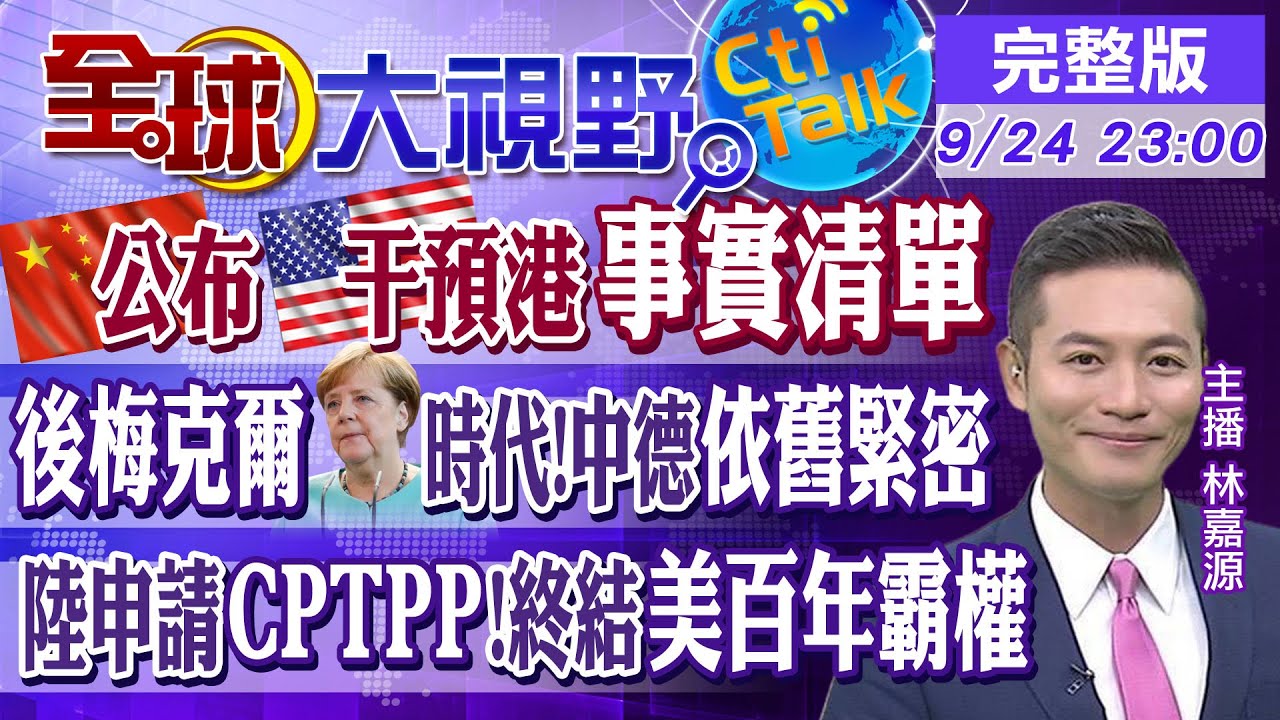 全球大視野
Cti Talk
完整版
9/24 23:00
公布 干預港事實清單
後梅克爾 時代!中德依舊緊密
陸申請CPTPP!終結美百年霸權
主播 林嘉源